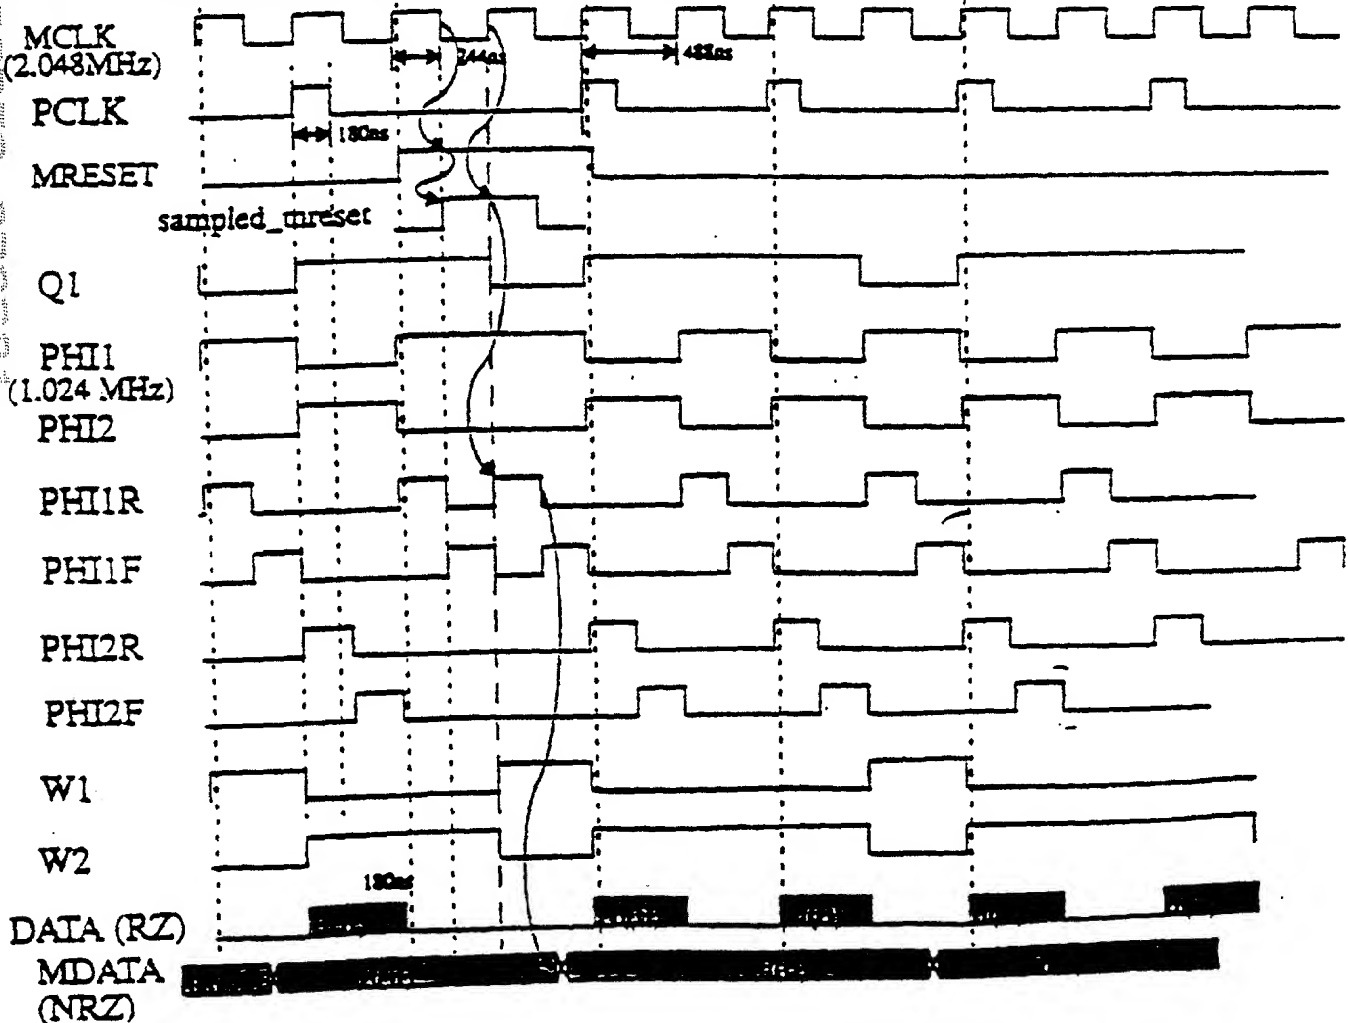 MCLK
(2.048MHz)
244ns
488ns
PCLK
180ns
MRESET
sampled_mreset
Q1
PHI1
(1.024 MHz)
PHI2
PHI1R
PHI1F
PHI2R
PHI2F
W1
W2
180ns
DATA (RZ)
MDATA
(NRZ)